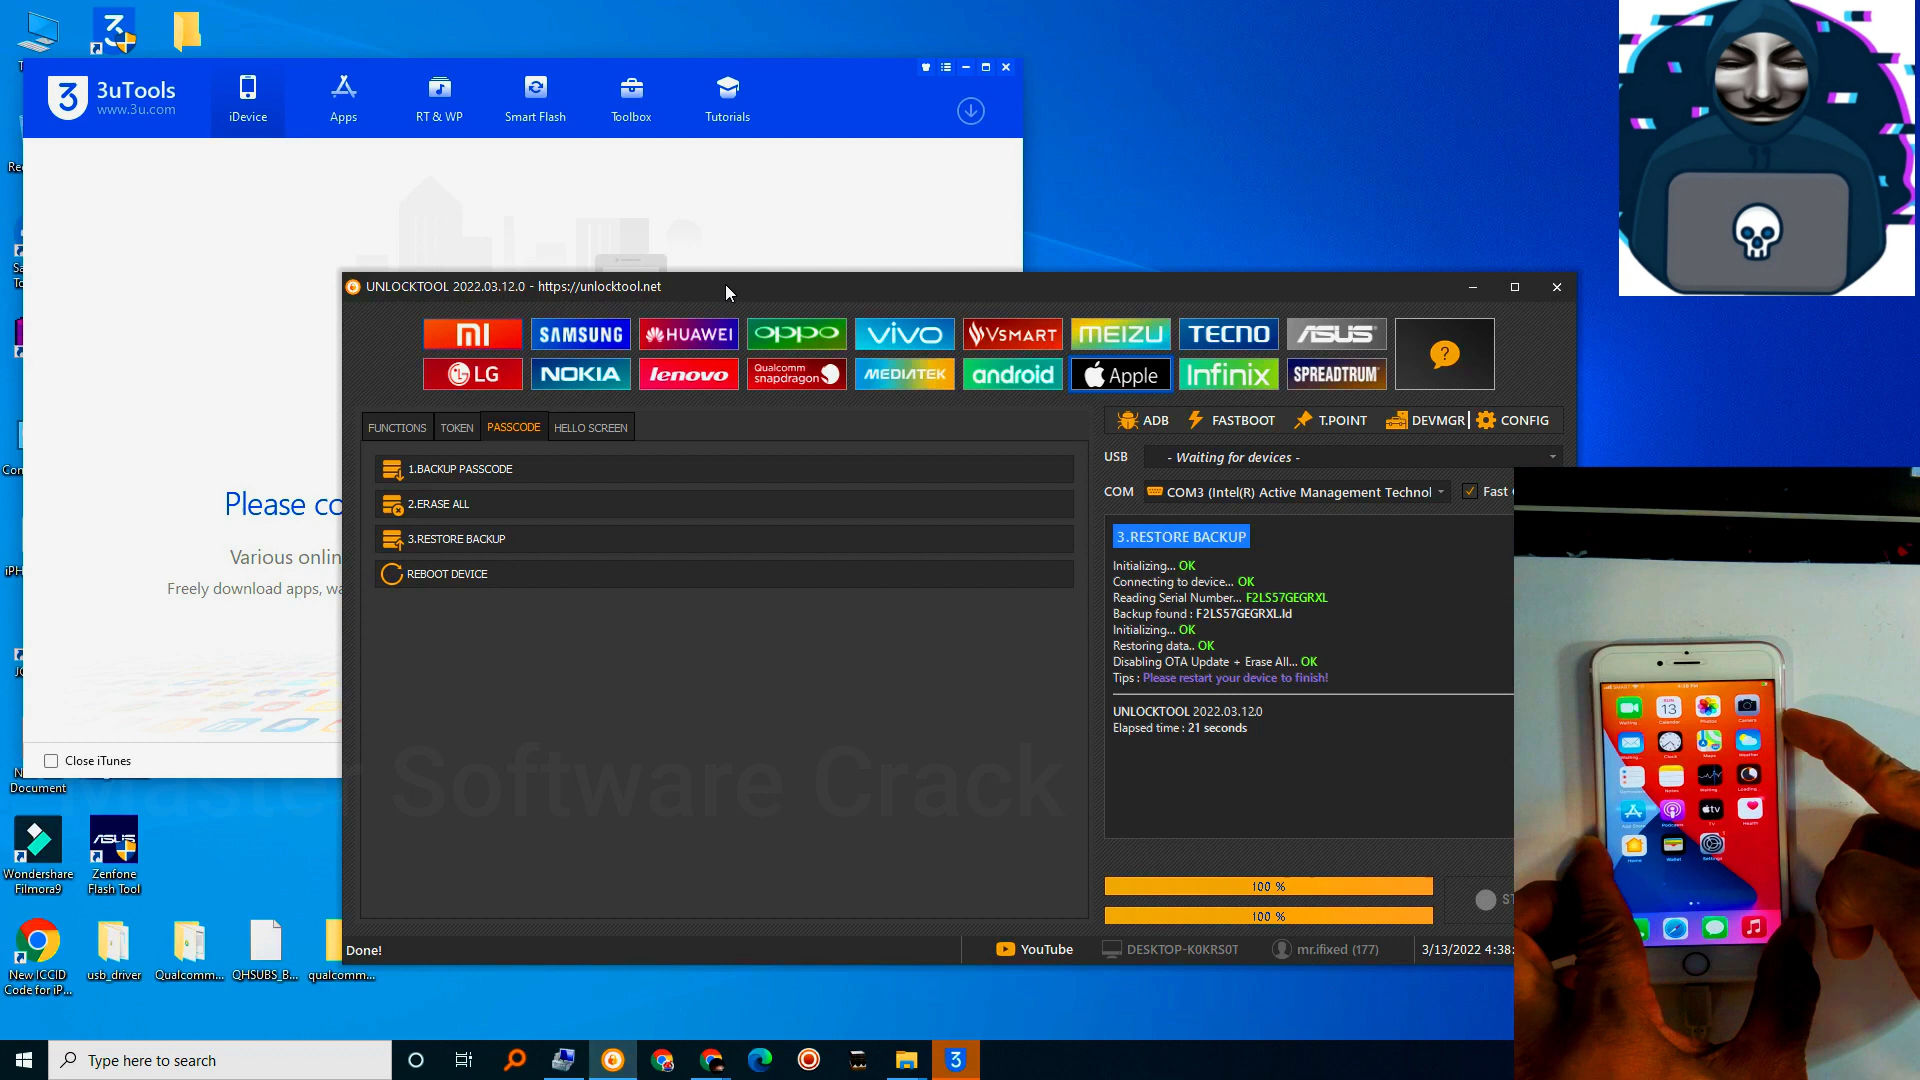 3uTools
www.3u.com
iDevice
Apps
RT & WP
Smart Flash
Toolbox
Tutorials
Please co
Various onlin
Freely download apps, wa
Close iTunes
UNLOCKTOOL 2022.03.12.0 - https://unlocktool.net
mi
SAMSUNG
HUAWEI
oppo
vivo
VSMART
MEIZU
TECNO
ASUS
LG
NOKIA
lenovo
Qualcomm
snapdragon
MEDIATEK
android
Apple
Infinix
SPREADTRUM
?
FUNCTIONS
TOKEN
PASSCODE
HELLO SCREEN
1.BACKUP PASSCODE
2.ERASE ALL
3.RESTORE BACKUP
REBOOT DEVICE
ADB
FASTBOOT
T.POINT
DEVMGR
CONFIG
USB
- Waiting for devices -
COM
COM3 (Intel(R) Active Management Technol
Fast
3.RESTORE BACKUP
Initializing... OK
Connecting to device... OK
Reading Serial Number... F2LS57GEGRXL
Backup found : F2LS57GEGRXL.ld
Initializing... OK
Restoring data.. OK
Disabling OTA Update + Erase All... OK
Tips : Please restart your device to finish!
UNLOCKTOOL 2022.03.12.0
Elapsed time : 21 seconds
Master Software Crack
100 %
100 %
Done!
YouTube
DESKTOP-K0KRS0T
mr.ifixed (177)
3/13/2022 4:38:
Document
Wondershare
Filmora9
ASUS
Zenfone
Flash Tool
New ICCID
Code for iP...
usb_driver
Qualcomm...
QHSUBS_B...
qualcomm...
Type here to search